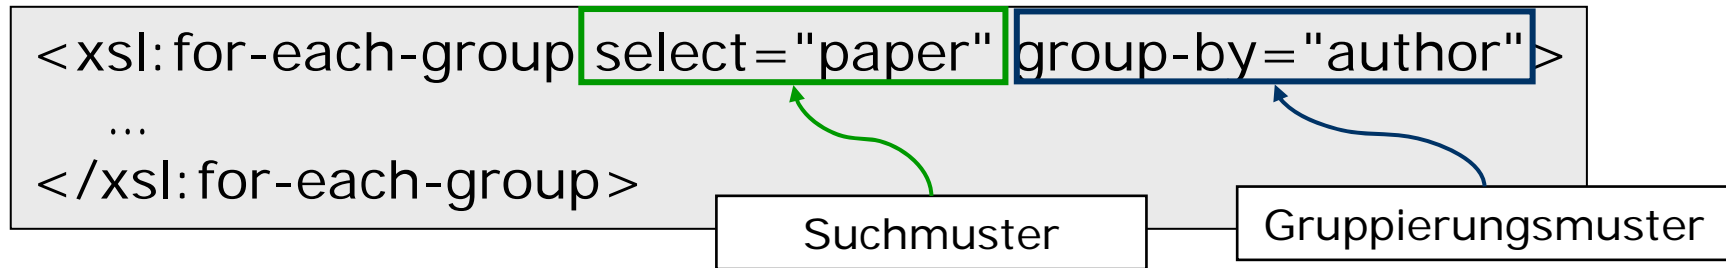 <xsl:for-each-group select="paper" group-by="author">
...
</xsl:for-each-group>
Suchmuster
Gruppierungsmuster